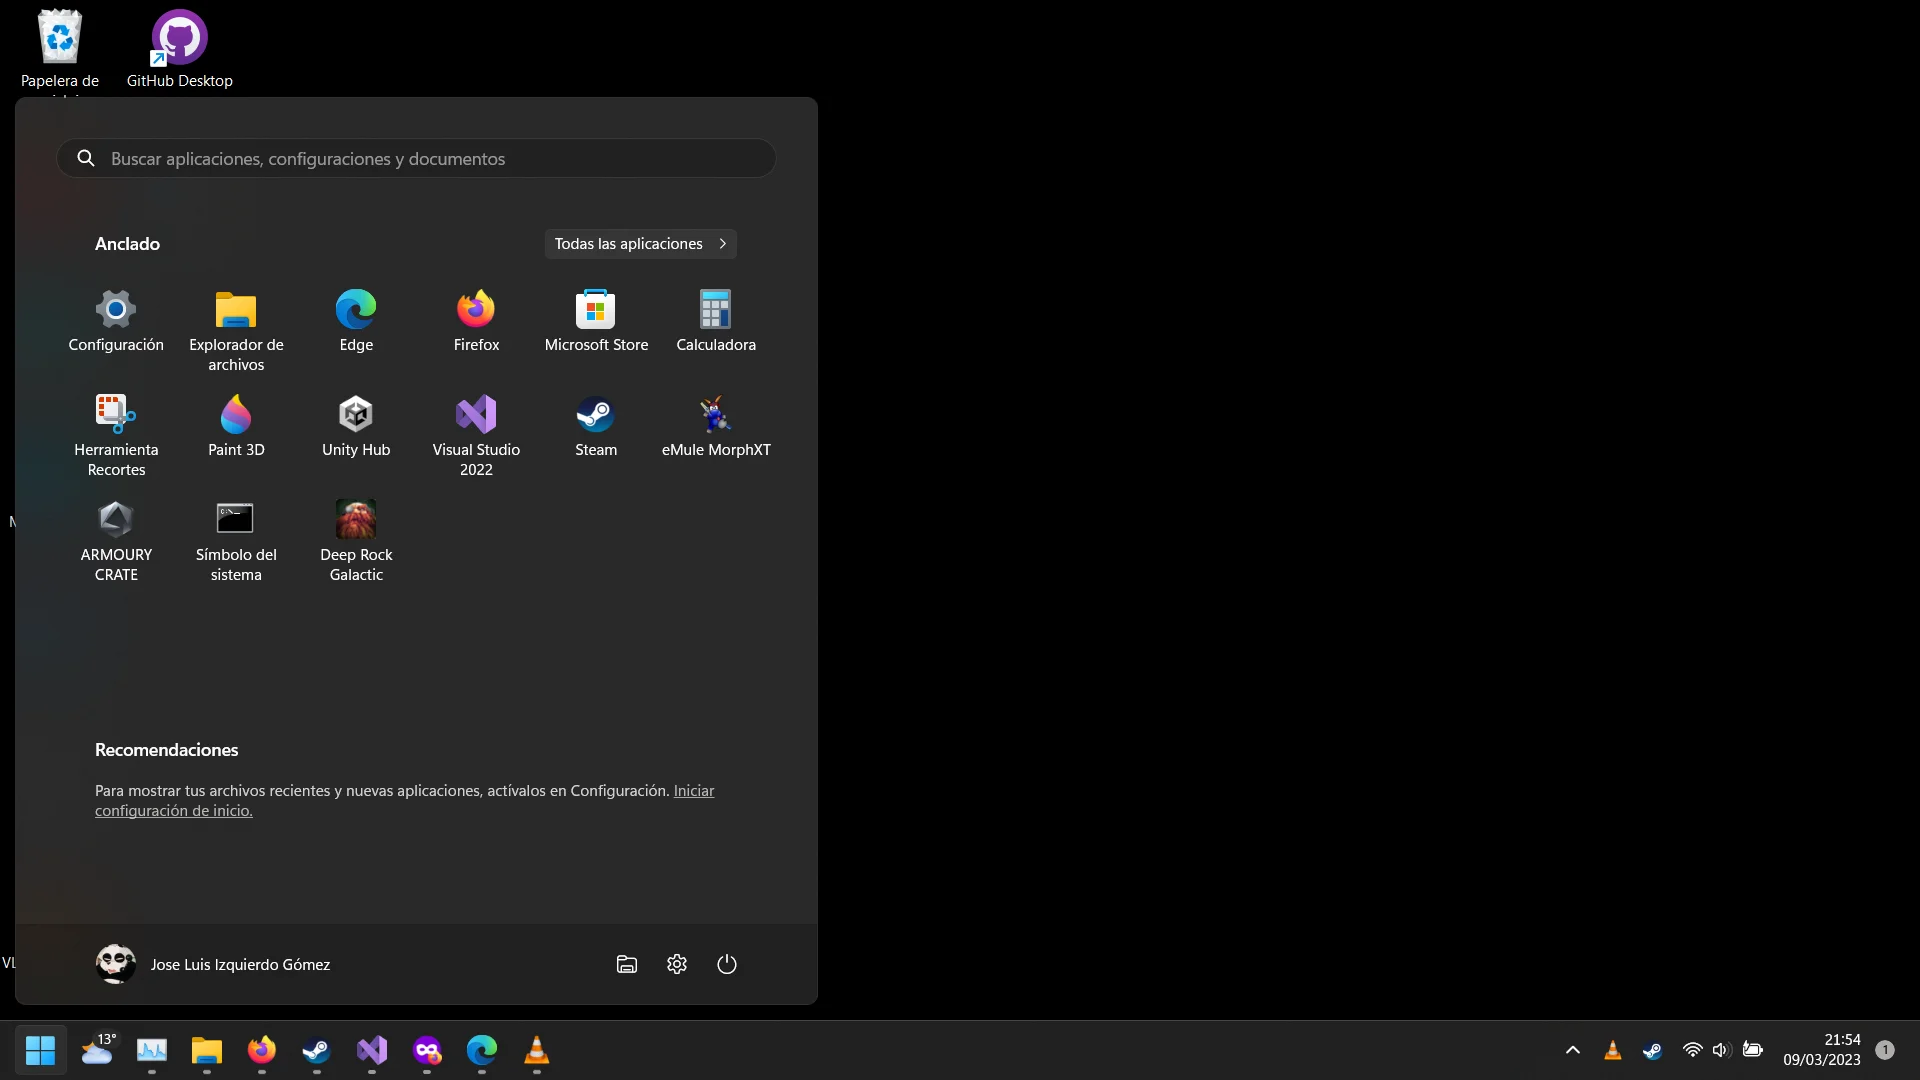 Papelera de
GitHub Desktop
Buscar aplicaciones, configuraciones y documentos
Anclado
Todas las aplicaciones
Configuración
Explorador de
archivos
Edge
Firefox
Microsoft Store
Calculadora
Herramienta
Recortes
Paint 3D
Unity Hub
Visual Studio
2022
Steam
eMule MorphXT
ARMOURY
CRATE
Símbolo del
sistema
Deep Rock
Galactic
Recomendaciones
Para mostrar tus archivos recientes y nuevas aplicaciones, actívalos en Configuración. Iniciar
configuración de inicio.
Jose Luis Izquierdo Gómez
13°
21:54
09/03/2023
1